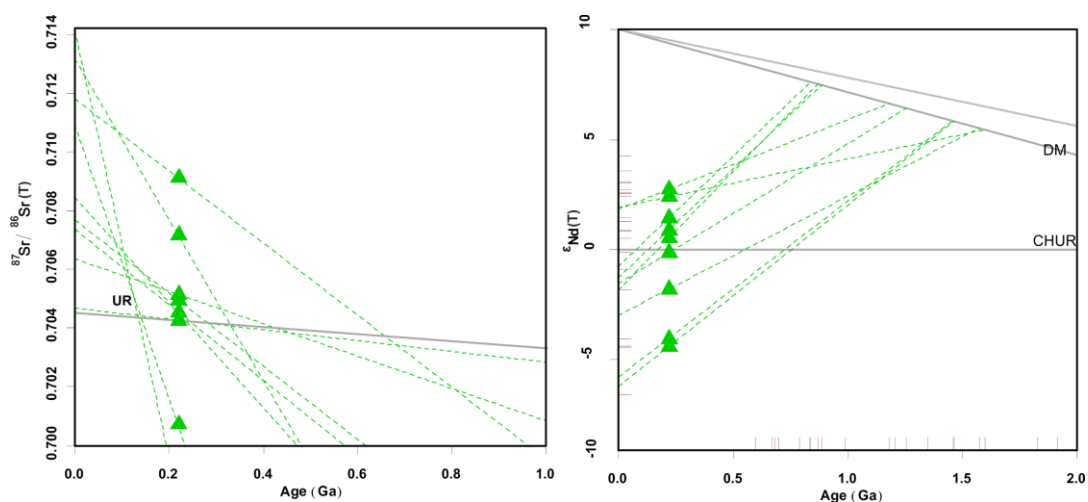 0.714
0.712
0.710
0.708
0.706
0.704
0.702
0.700
87Sr/ 86Sr (T)
UR
0.0 0.2 0.4 0.6 0.8 1.0
Age (Ga)
10
5
0
-5
-10
εNd(T)
DM
CHUR
0.0 0.5 1.0 1.5 2.0
Age (Ga)